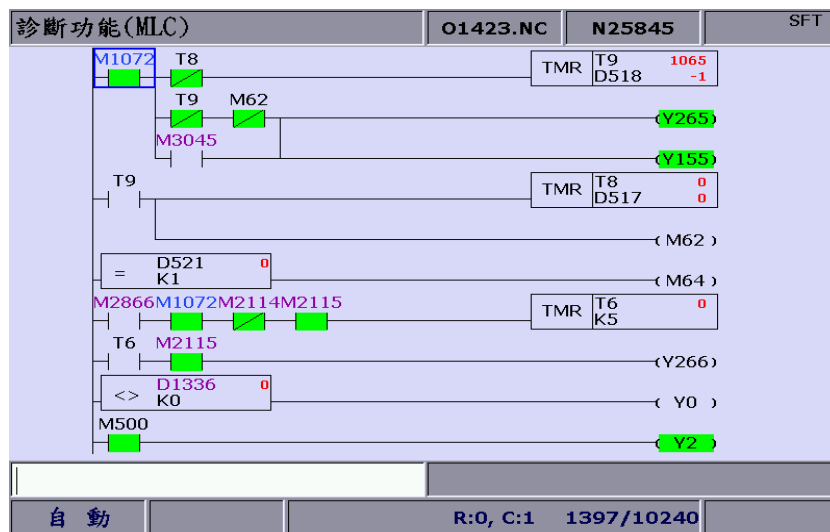 診斷功能(MLC) O1423.NC N25845 SFT
M1072 T8 TMR T9 1065
D518 -1
T9 M62 Y265
M3045 Y155
T9 TMR T8 0
D517 0
M62
= D521 0
K1 M64
M2866 M1072 M2114 M2115 TMR T6 0
K5
T6 M2115 Y266
<> D1336 0
K0 Y0
M500 Y2
自動 R:0, C:1 1397/10240